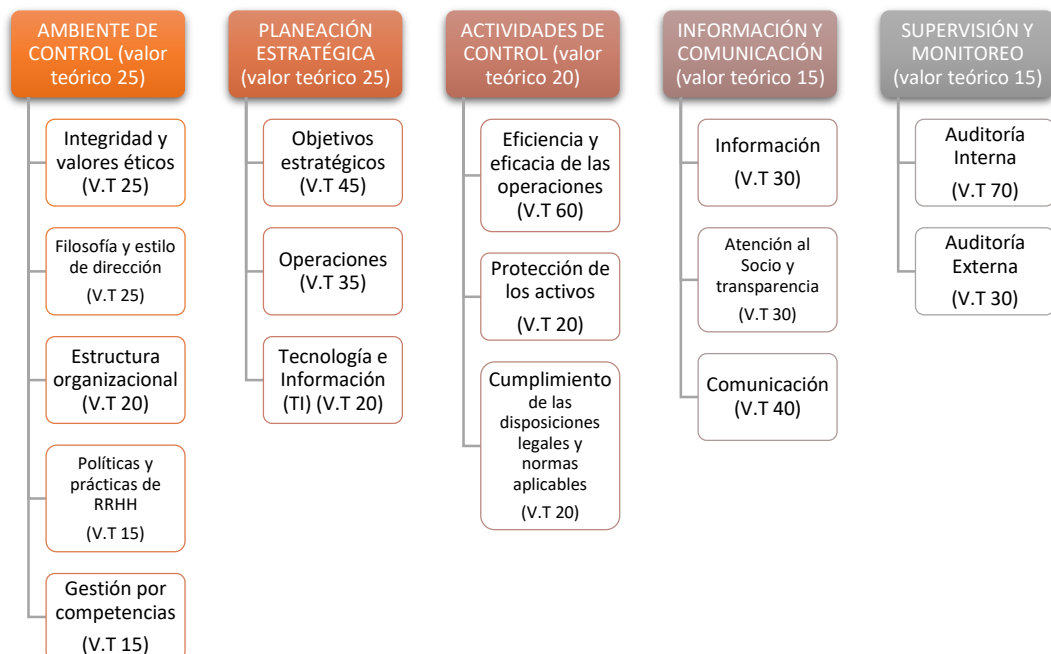 AMBIENTE DE
CONTROL (valor
teórico 25)
Integridad y
valores éticos
(V.T 25)
Filosofía y estilo
de dirección
(V.T 25)
Estructura
organizacional
(V.T 20)
Políticas y
prácticas de
RRHH
(V.T 15)
Gestión por
competencias
(V.T 15)
PLANEACIÓN
ESTRATÉGICA
(valor teórico 25)
Objetivos
estratégicos
(V.T 45)
Operaciones
(V.T 35)
Tecnología e
Información
(TI) (V.T 20)
ACTIVIDADES DE
CONTROL (valor
teórico 20)
Eficiencia y
eficacia de las
operaciones
(V.T 60)
Protección de
los activos
(V.T 20)
Cumplimiento
de las
disposiciones
legales y
normas
aplicables
(V.T 20)
INFORMACIÓN Y
COMUNICACIÓN
(valor teórico 15)
Información
(V.T 30)
Atención al
Socio y
transparencia
(V.T 30)
Comunicación
(V.T 40)
SUPERVISIÓN Y
MONITOREO
(valor teórico 15)
Auditoría
Interna
(V.T 70)
Auditoría
Externa
(V.T 30)